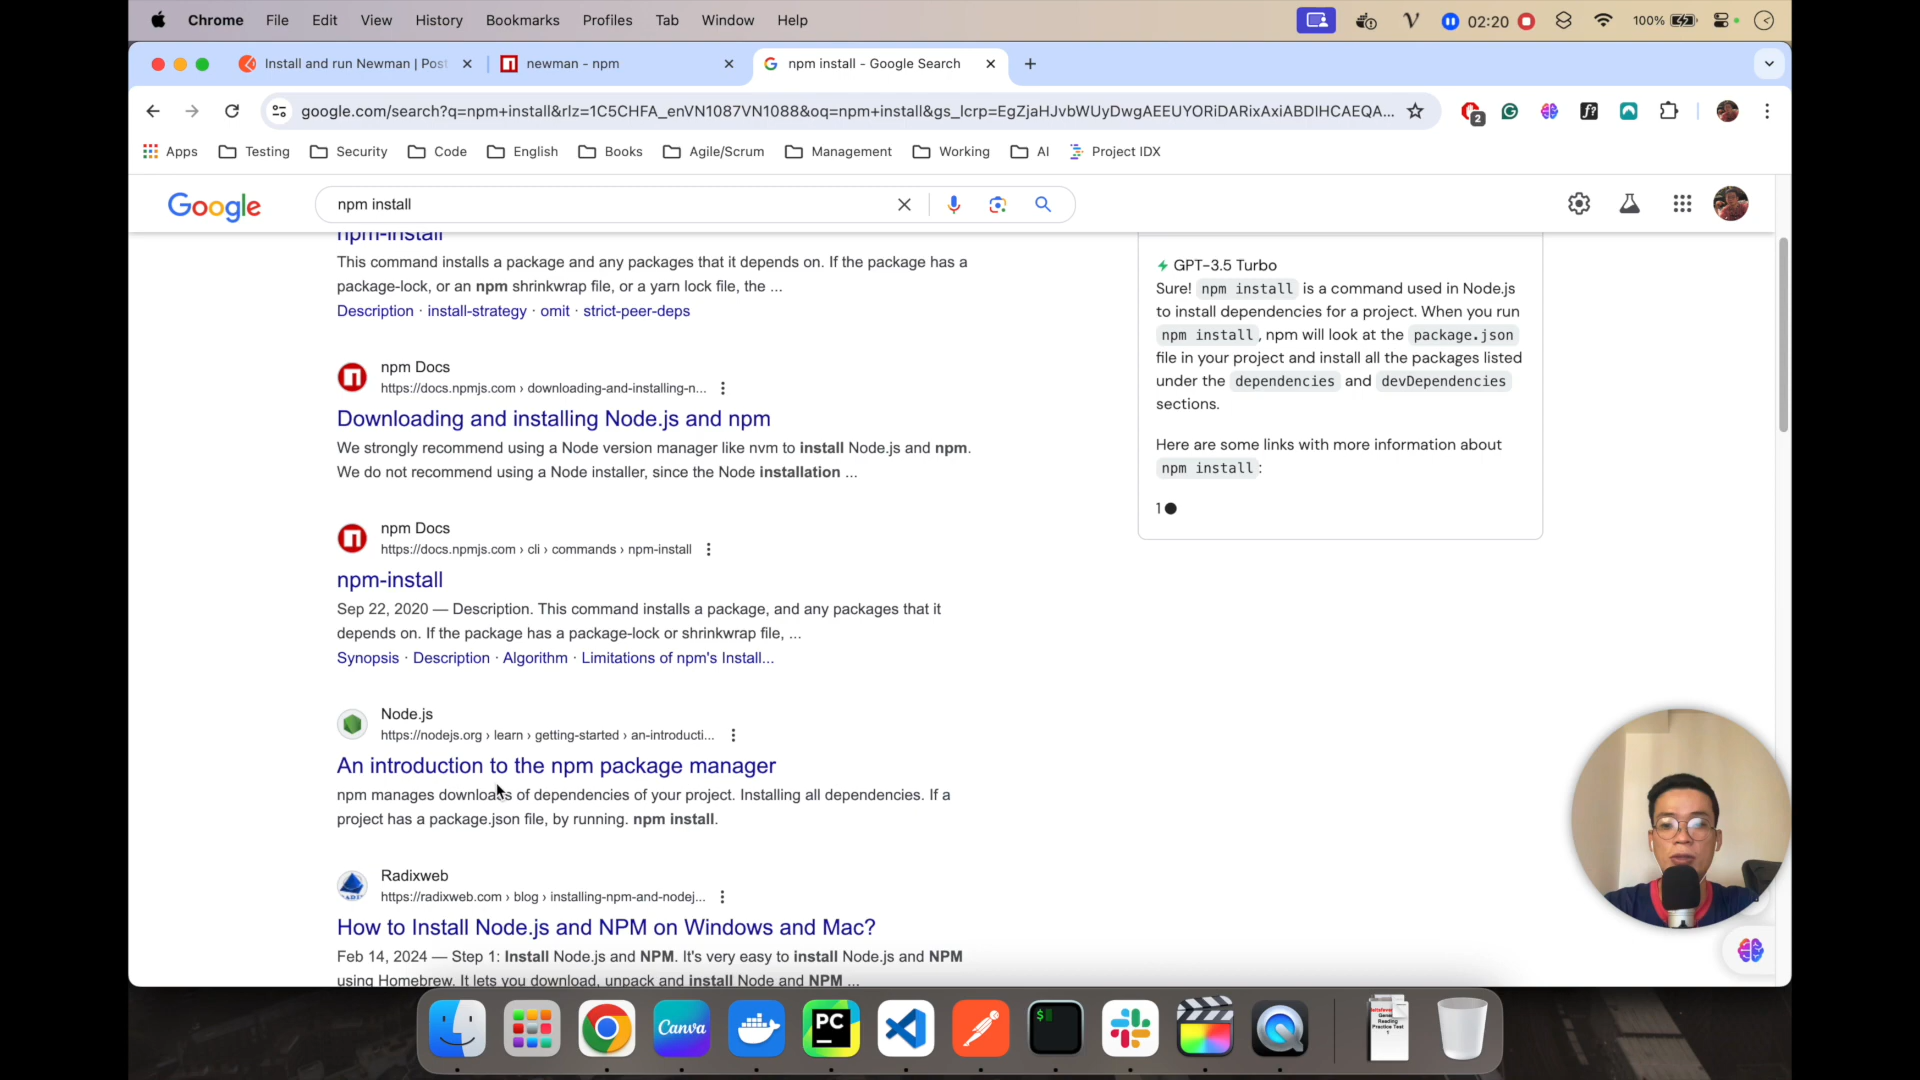 Chrome File Edit View History Bookmarks Profiles Tab Window Help 02:20 100%
Install and run Newman | Post newman - npm npm install - Google Search
google.com/search?q=npm+install&rlz=1C5CHFA_enVN1087VN1088&oq=npm+install&gs_lcrp=EgZjaHJvbWUyDwgAEEUYORiDARixAxiABDIHCAEQA... 2
Apps Testing Security Code English Books Agile/Scrum Management Working AI Project IDX
Google npm install
npm-install
This command installs a package and any packages that it depends on. If the package has a
package-lock, or an npm shrinkwrap file, or a yarn lock file, the ...
Description · install-strategy · omit · strict-peer-deps
npm Docs
https://docs.npmjs.com › downloading-and-installing-n...
Downloading and installing Node.js and npm
We strongly recommend using a Node version manager like nvm to install Node.js and npm.
We do not recommend using a Node installer, since the Node installation ...
npm Docs
https://docs.npmjs.com › cli › commands › npm-install
npm-install
Sep 22, 2020 — Description. This command installs a package, and any packages that it
depends on. If the package has a package-lock or shrinkwrap file, ...
Synopsis · Description · Algorithm · Limitations of npm's Install...
Node.js
https://nodejs.org › learn › getting-started › an-introducti...
An introduction to the npm package manager
npm manages downloads of dependencies of your project. Installing all dependencies. If a
project has a package.json file, by running. npm install.
Radixweb
https://radixweb.com › blog › installing-npm-and-nodej...
How to Install Node.js and NPM on Windows and Mac?
Feb 14, 2024 — Step 1: Install Node.js and NPM. It's very easy to install Node.js and NPM
using Homebrew. It lets you download, unpack and install Node and NPM ...
GPT-3.5 Turbo
Sure! npm install is a command used in Node.js
to install dependencies for a project. When you run
npm install, npm will look at the package.json
file in your project and install all the packages listed
under the dependencies and devDependencies
sections.
Here are some links with more information about
npm install:
1
Canva PC $
Reading
Practice Test
1